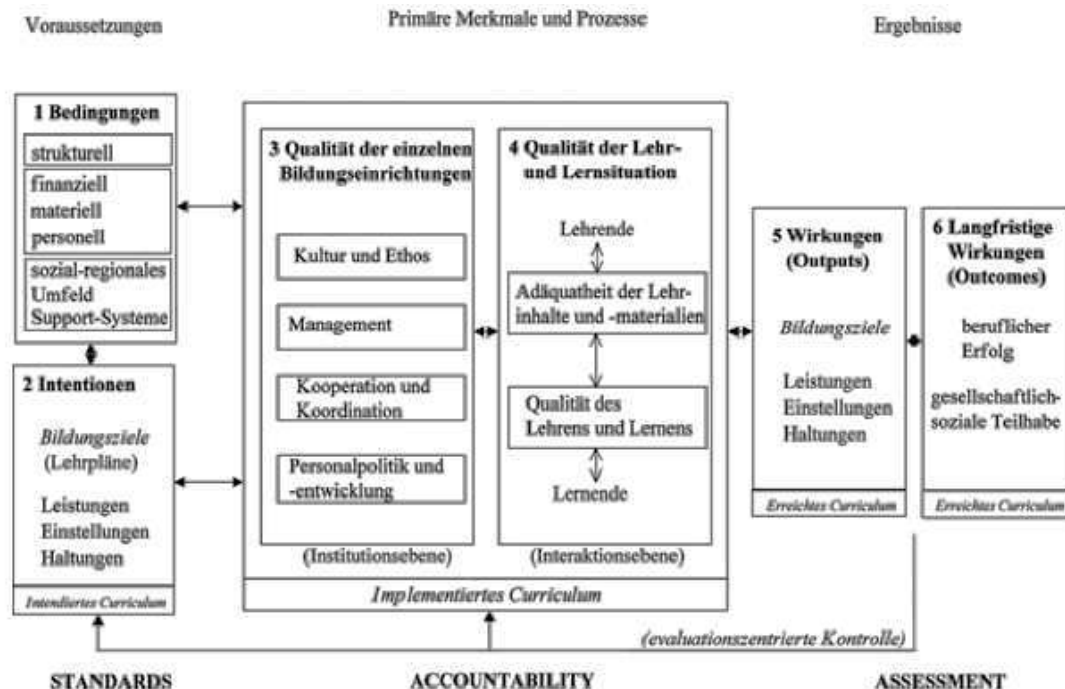 Voraussetzungen
Primäre Merkmale und Prozesse
Ergebnisse
1 Bedingungen
strukturell
finanziell
materiell
personell
sozial-regionales
Umfeld
Support-Systeme
2 Intentionen
Bildungsziele
(Lehrpläne)
Leistungen
Einstellungen
Haltungen
Intendiertes Curriculum
3 Qualität der einzelnen
Bildungseinrichtungen
Kultur und Ethos
Management
Kooperation und
Koordination
Personalpolitik und
-entwicklung
(Institutionsebene)
4 Qualität der Lehr-
und Lernsituation
Lehrende
Adäquatheit der Lehr-
inhalte und -materialien
Qualität des
Lehrens und Lernens
Lernende
(Interaktionsebene)
Implementiertes Curriculum
5 Wirkungen
(Outputs)
Bildungsziele
Leistungen
Einstellungen
Haltungen
Erreichtes Curriculum
6 Langfristige
Wirkungen
(Outcomes)
beruflicher
Erfolg
gesellschaftlich-
soziale Teilhabe
Erreichtes Curriculum
(evaluationszentrierte Kontrolle)
STANDARDS
ACCOUNTABILITY
ASSESSMENT